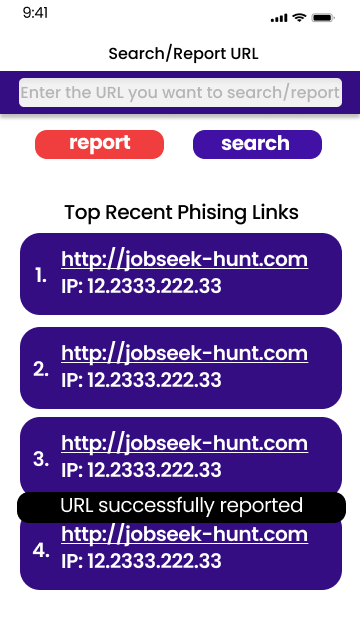 9:41
Search/Report URL
Enter the URL you want to search/report
report
search
Top Recent Phising Links
1.
http://jobseek-hunt.com
IP: 12.2333.222.33
2.
http://jobseek-hunt.com
IP: 12.2333.222.33
3.
http://jobseek-hunt.com
IP: 12.2333.222.33
URL successfully reported
4.
http://jobseek-hunt.com
IP: 12.2333.222.33